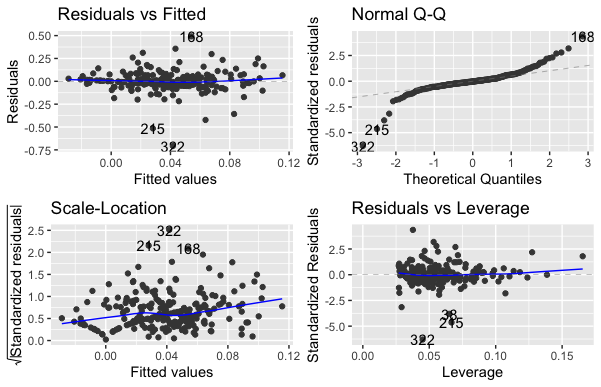 Residuals vs Fitted
Residuals
0.50
0.25
0.00
-0.25
-0.50
-0.75
168
215
322
0.00 0.04 0.08 0.12
Fitted values
Normal Q-Q
Standardized residuals
2.5
0.0
-2.5
-5.0
168
215
322
-3 -2 -1 0 1 2 3
Theoretical Quantiles
Scale-Location
√|Standardized residuals|
2.5
2.0
1.5
1.0
0.5
0.0
322
215
168
0.00 0.04 0.08 0.12
Fitted values
Residuals vs Leverage
Standardized Residuals
2.5
0.0
-2.5
-5.0
38
215
322
0.00 0.05 0.10 0.15
Leverage